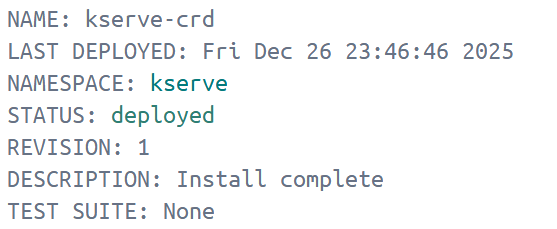 NAME: kserve-crd
LAST DEPLOYED: Fri Dec 26 23:46:46 2025
NAMESPACE: kserve
STATUS: deployed
REVISION: 1
DESCRIPTION: Install complete
TEST SUITE: None